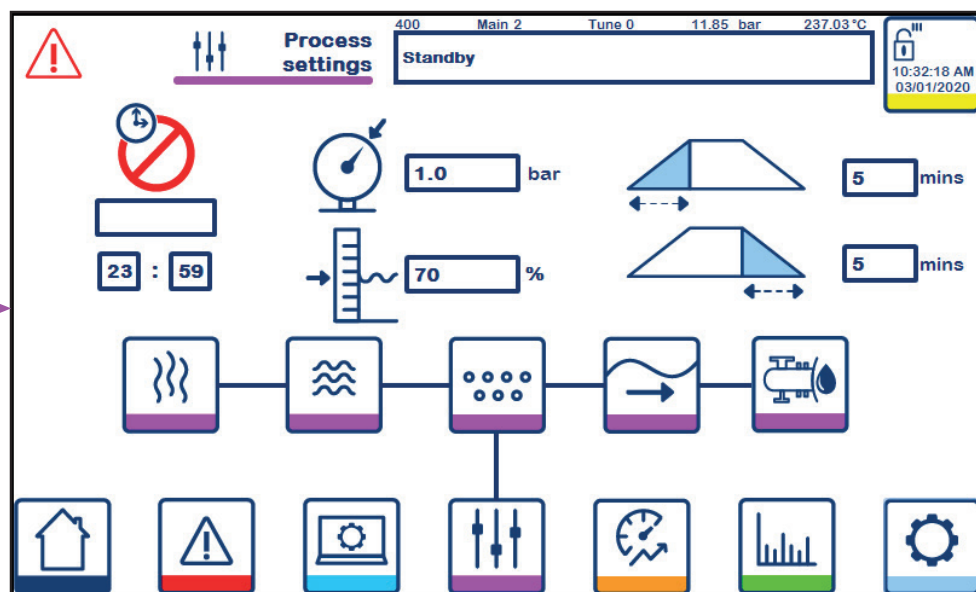 400 Main 2 Tune 0 11.85 bar 237.03 °C
Process
settings
Standby
10:32:18 AM
03/01/2020
1.0 bar
5 mins
23 : 59
70 %
5 mins